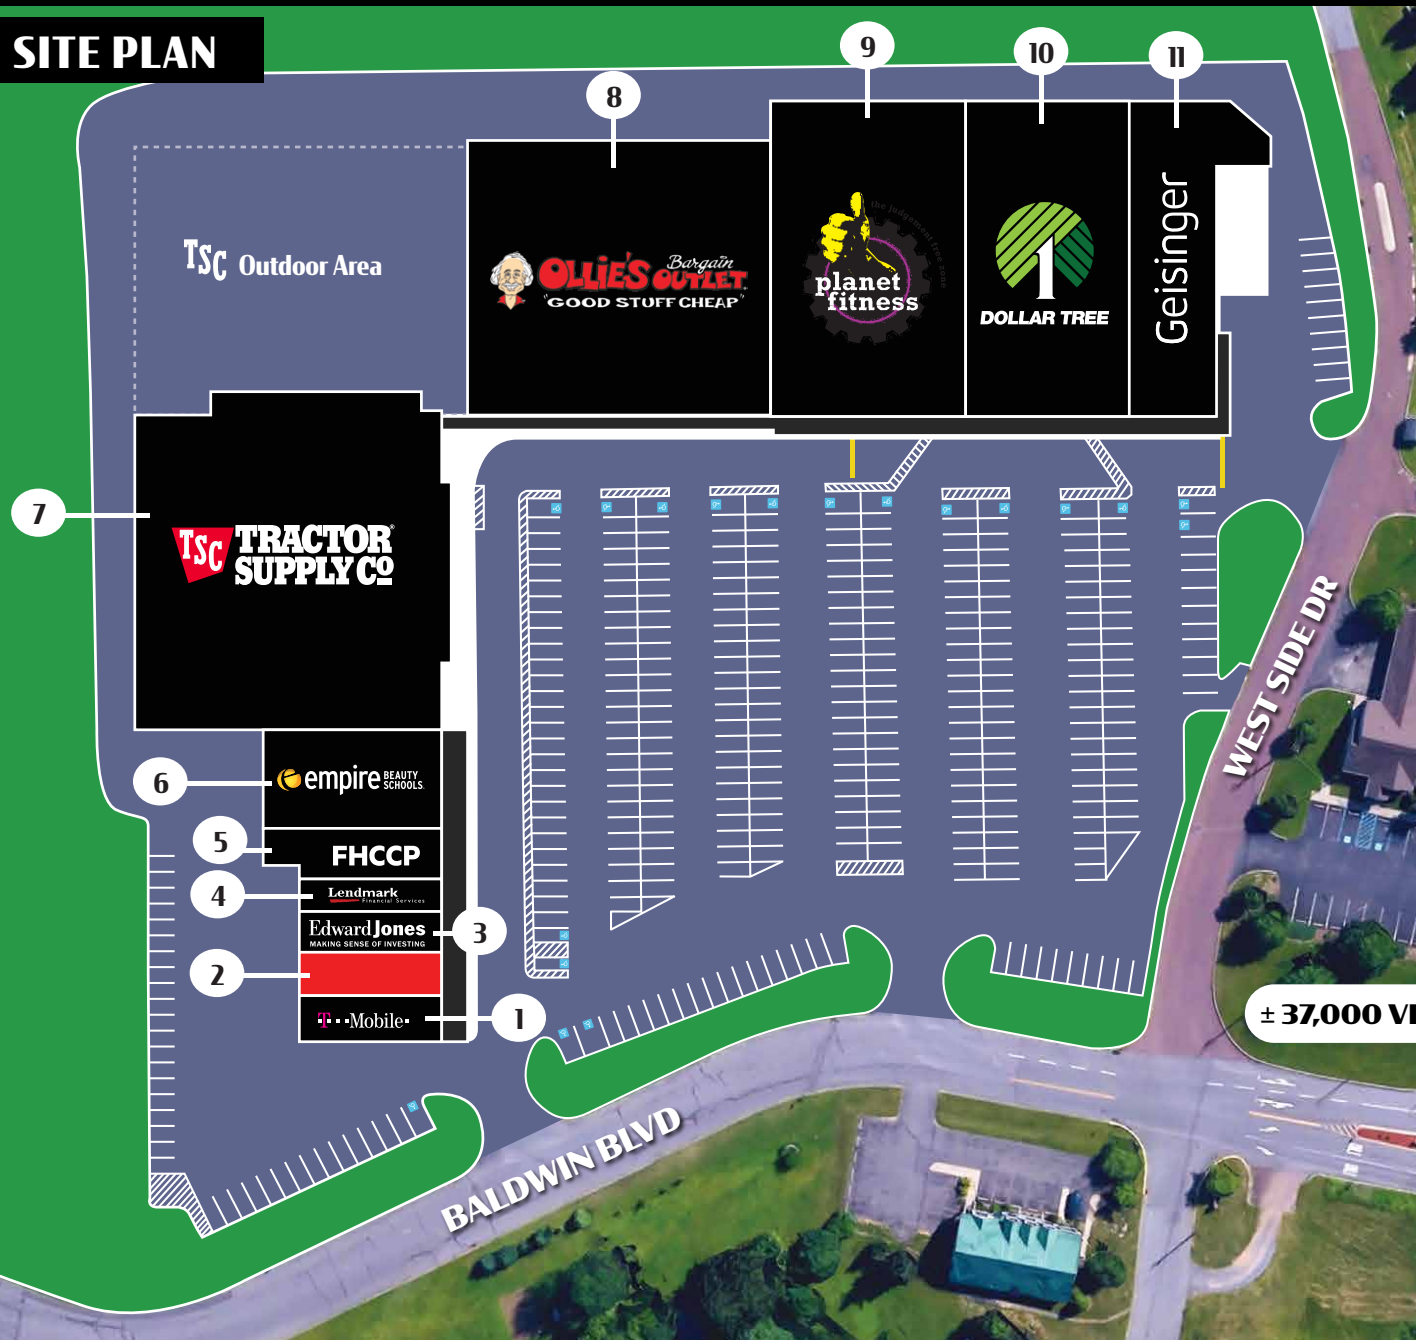 SITE PLAN
9
10
11
8
the judgement free zone
TSC Outdoor Area
OLLIE'S Bargain OUTLET
"GOOD STUFF CHEAP"
planet
fitness
1
DOLLAR TREE
Geisinger
7
TSC TRACTOR
SUPPLY CO
WEST SIDE DR
6
empire BEAUTY
SCHOOLS
5
FHCCP
4
Lendmark
Financial Services
Edward Jones
MAKING SENSE OF INVESTING
3
2
T··Mobile·
1
± 37,000 V
BALDWIN BLVD